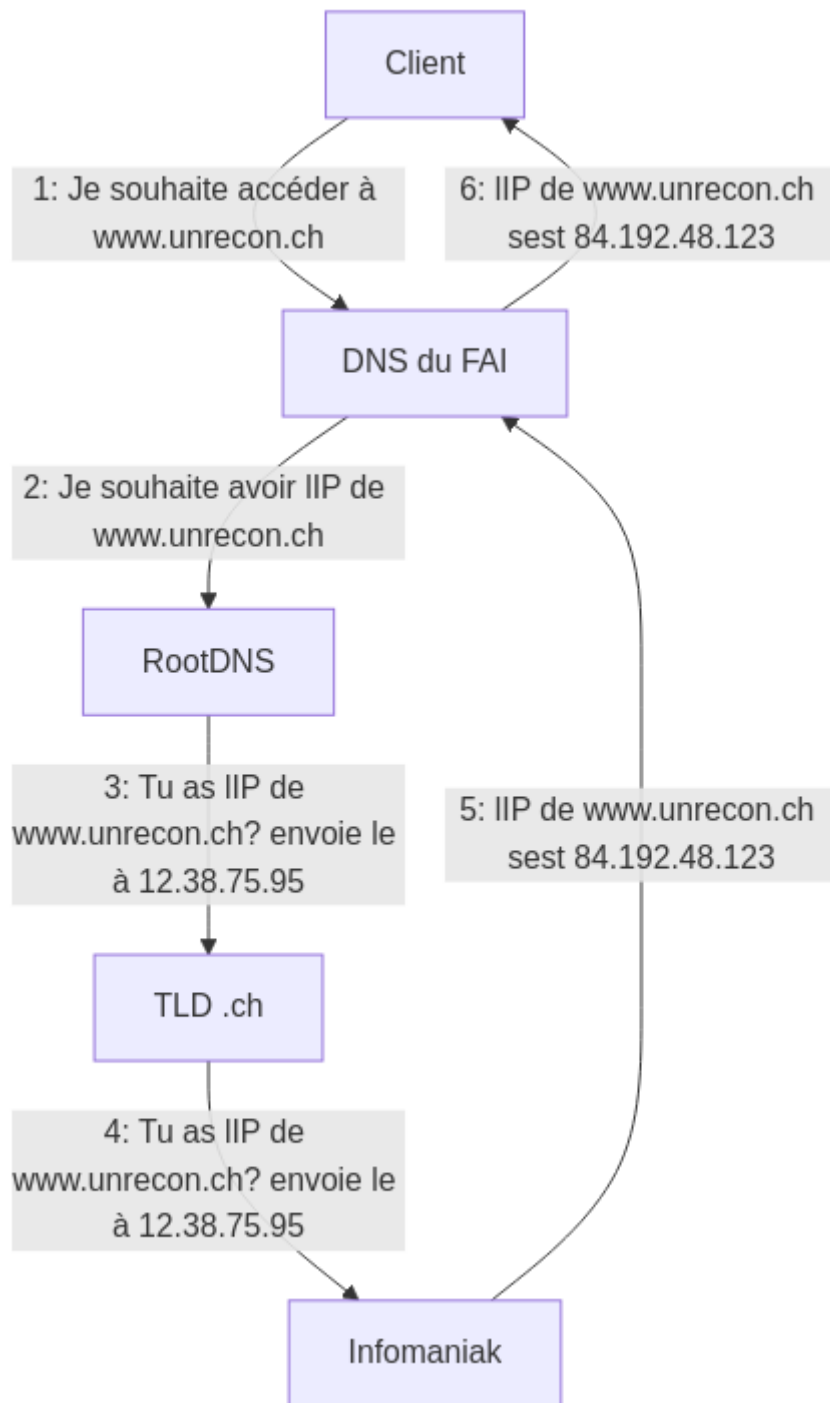 Client
1: Je souhaite accéder à
www.unrecon.ch
6: lIP de www.unrecon.ch
sest 84.192.48.123
DNS du FAI
2: Je souhaite avoir lIP de
www.unrecon.ch
RootDNS
3: Tu as lIP de
www.unrecon.ch? envoie le
à 12.38.75.95
5: lIP de www.unrecon.ch
sest 84.192.48.123
TLD .ch
4: Tu as lIP de
www.unrecon.ch? envoie le
à 12.38.75.95
Infomaniak